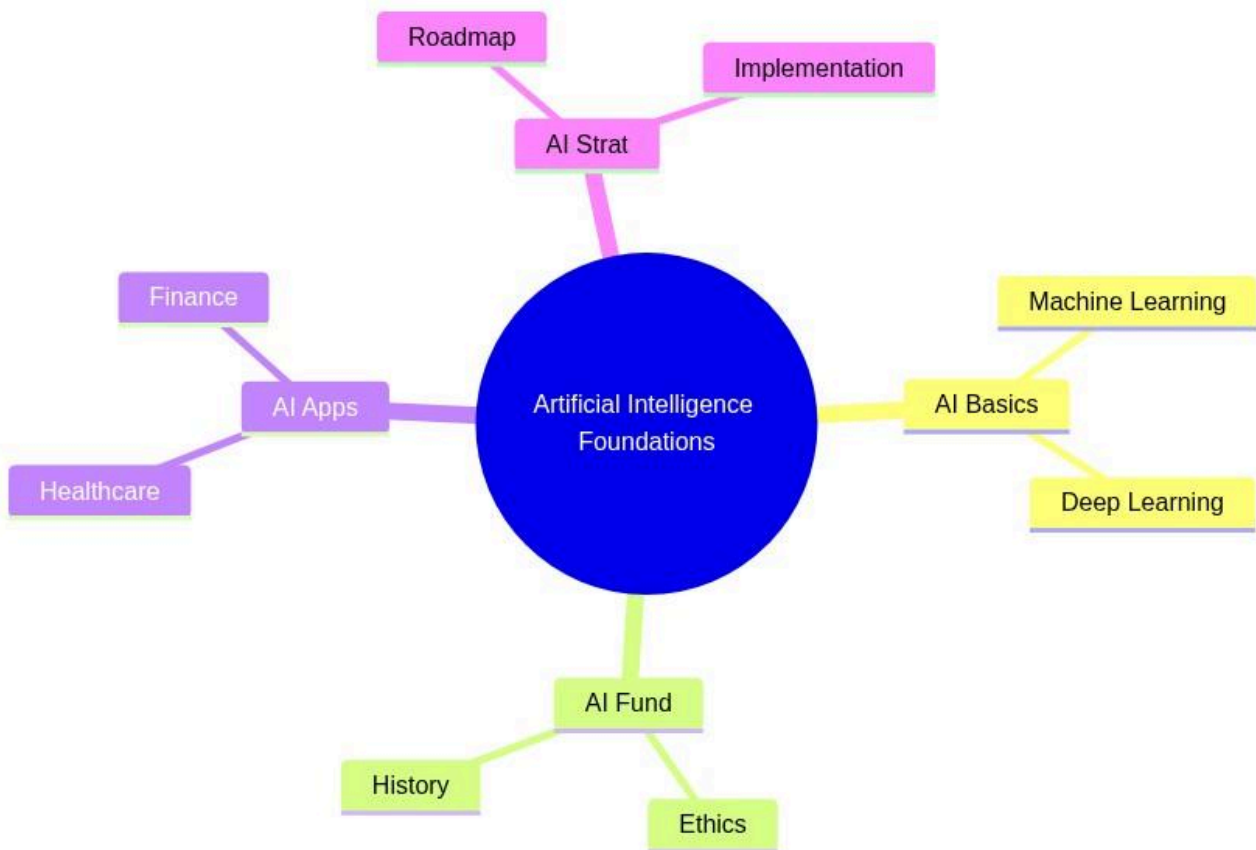 Roadmap
Implementation
AI Strat
Finance
Machine Learning
AI Apps
Artificial Intelligence
Foundations
AI Basics
Healthcare
Deep Learning
AI Fund
History
Ethics